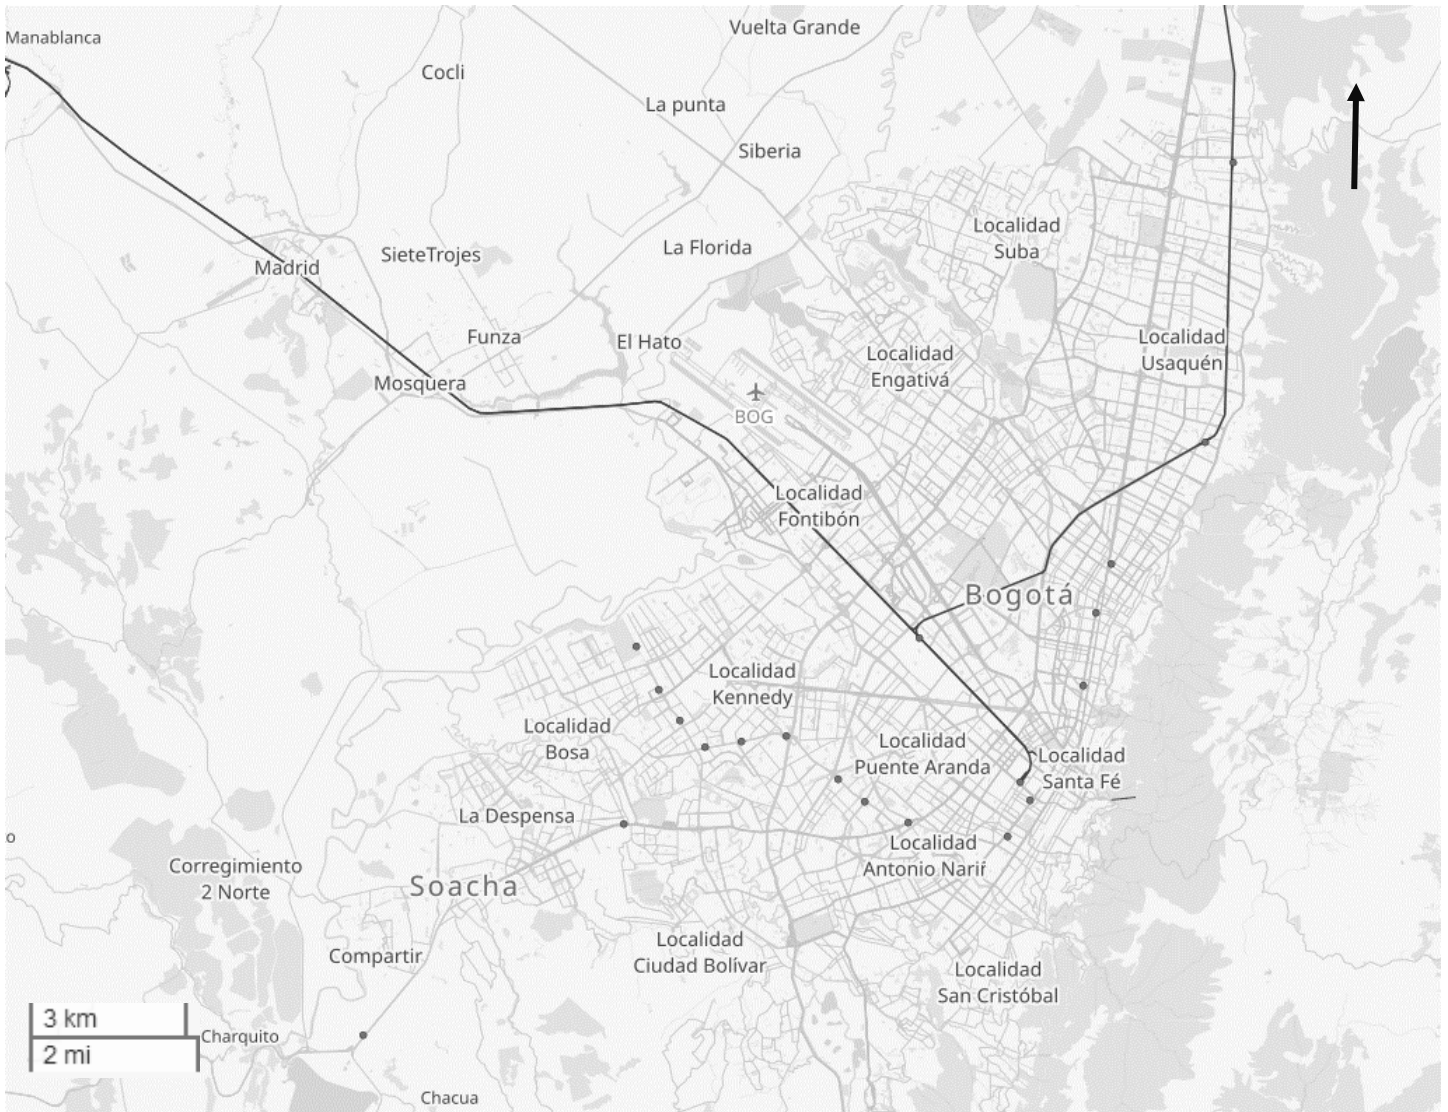 Manablanca
Vuelta Grande
Cocli
La punta
Siberia
Localidad
Suba
SieteTrojes
La Florida
Madrid
Funza
El Hato
Localidad
Usaquén
Localidad
Engativá
Mosquera
BOG
Localidad
Fontibón
Bogotá
Localidad
Kennedy
Localidad
Bosa
Localidad
Puente Aranda
Localidad
Santa Fé
La Despensa
o
Localidad
Antonio Narif
Corregimiento
2 Norte
Soacha
Localidad
Ciudad Bolívar
Compartir
Localidad
San Cristóbal
3 km
2 mi
Charquito
Chacua